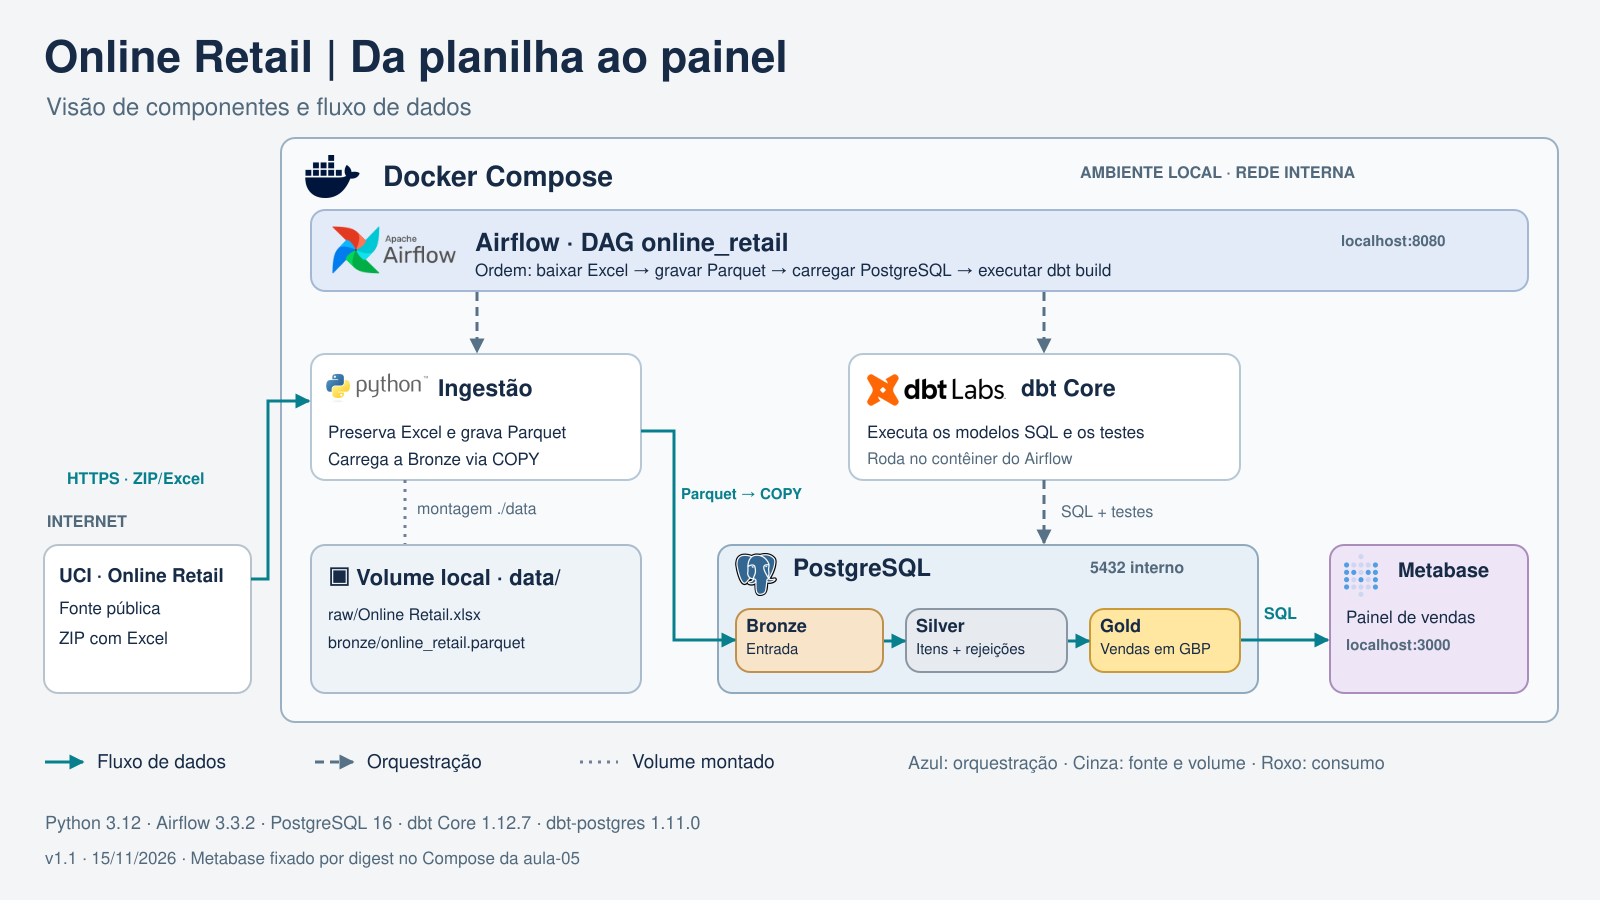 Online Retail | Da planilha ao painel
Visão de componentes e fluxo de dados
Docker Compose
AMBIENTE LOCAL · REDE INTERNA
Apache
Airflow
Airflow · DAG online_retail
localhost:8080
Ordem: baixar Excel → gravar Parquet → carregar PostgreSQL → executar dbt build
python™
Ingestão
Preserva Excel e grava Parquet
Carrega a Bronze via COPY
dbt Labs
dbt Core
Executa os modelos SQL e os testes
Roda no contêiner do Airflow
HTTPS · ZIP/Excel
INTERNET
montagem ./data
Parquet → COPY
SQL + testes
UCI · Online Retail
Fonte pública
ZIP com Excel
Volume local · data/
raw/Online Retail.xlsx
bronze/online_retail.parquet
PostgreSQL
5432 interno
Bronze
Entrada
Silver
Itens + rejeições
Gold
Vendas em GBP
SQL
Metabase
Painel de vendas
localhost:3000
Fluxo de dados
Orquestração
Volume montado
Azul: orquestração · Cinza: fonte e volume · Roxo: consumo
Python 3.12 · Airflow 3.3.2 · PostgreSQL 16 · dbt Core 1.12.7 · dbt-postgres 1.11.0
v1.1 · 15/11/2026 · Metabase fixado por digest no Compose da aula-05